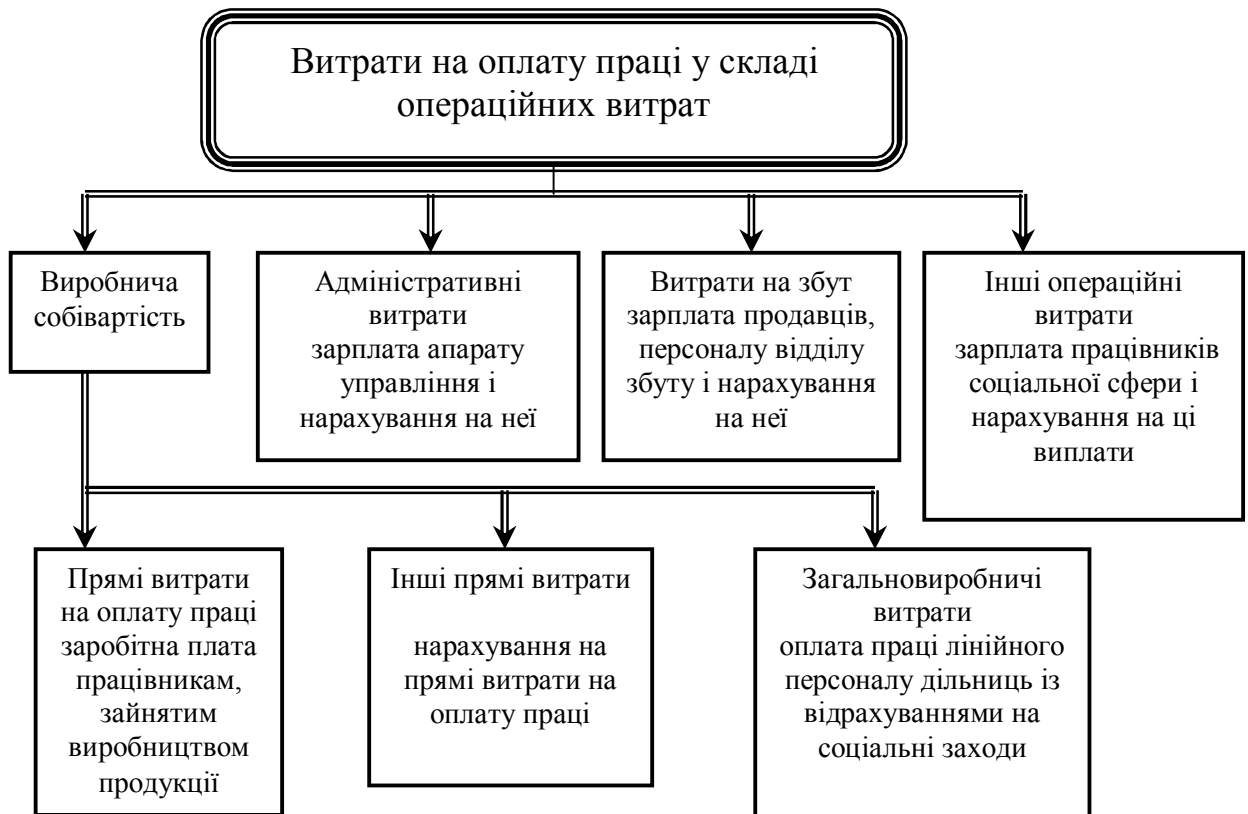 Витрати на оплату праці у складі
операційних витрат
Виробнича
собівартість
Адміністративні
витрати
зарплата апарату
управління і
нарахування на неї
Витрати на збут
зарплата продавців,
персоналу відділу
збуту і нарахування
на неї
Інші операційні
витрати
зарплата працівників
соціальної сфери і
нарахування на ці
виплати
Прямі витрати
на оплату праці
заробітна плата
працівникам,
зайнятим
виробництвом
продукції
Інші прямі витрати
нарахування на
прямі витрати на
оплату праці
Загальновиробничі
витрати
оплата праці лінійного
персоналу дільниць із
відрахуваннями на
соціальні заходи